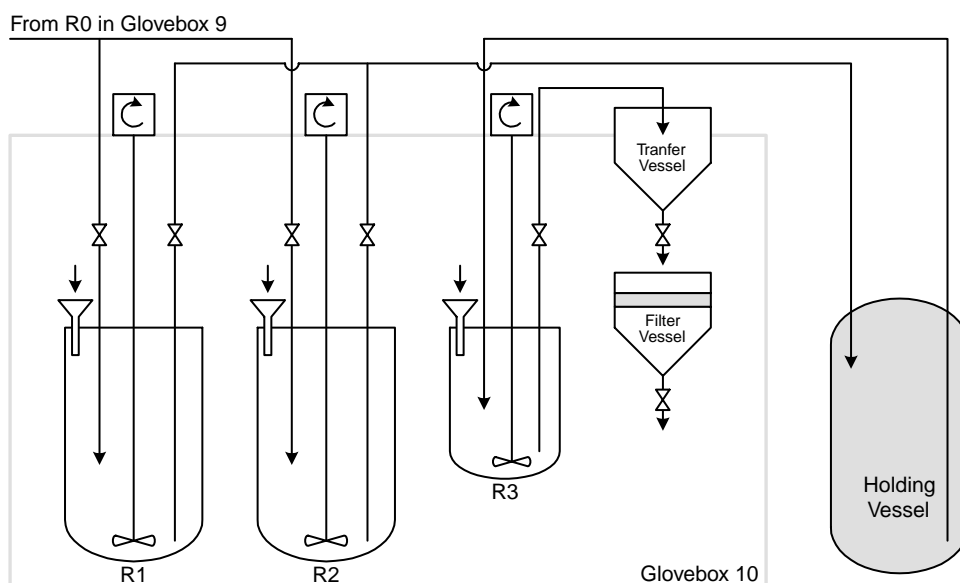 From R0 in Glovebox 9
Tranfer
Vessel
Filter
Vessel
Holding
Vessel
R3
R1
R2
Glovebox 10